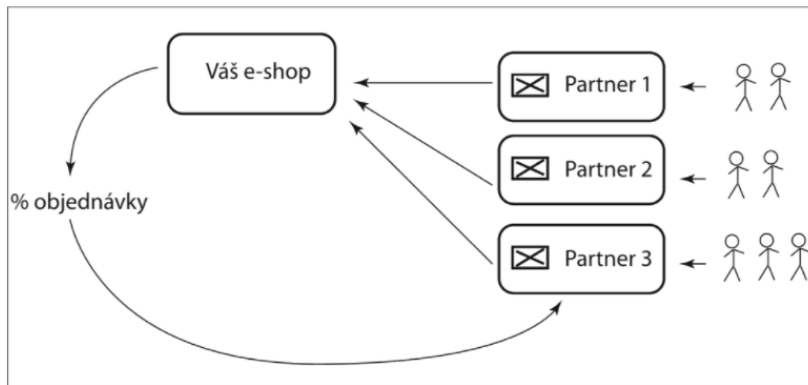 Váš e-shop
Partner 1
Partner 2
% objednávky
Partner 3